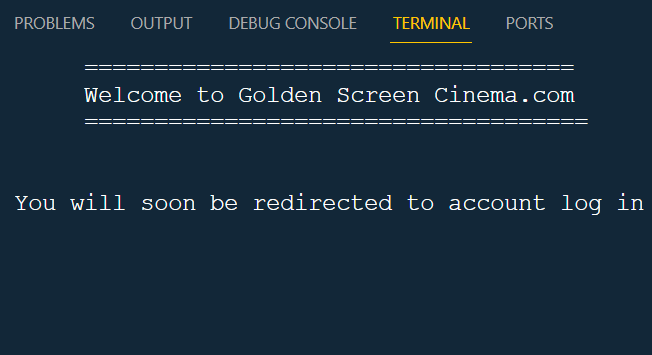 PROBLEMS OUTPUT DEBUG CONSOLE TERMINAL PORTS
===================================
Welcome to Golden Screen Cinema.com
====================================
You will soon be redirected to account log in